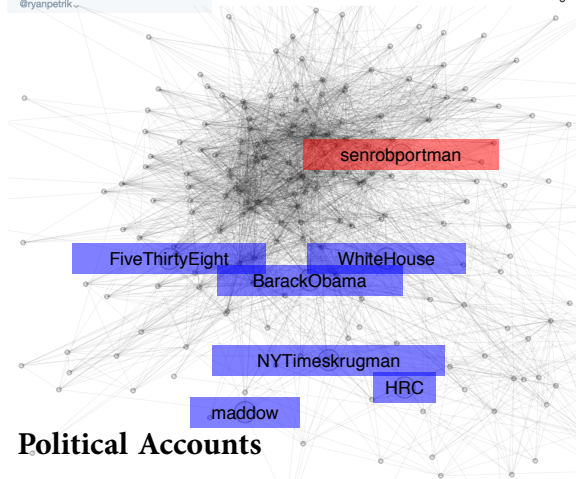 @ryanpetrik
senrobportman
FiveThirtyEight
WhiteHouse
BarackObama
NYTimeskrugman
HRC
maddow
Political Accounts